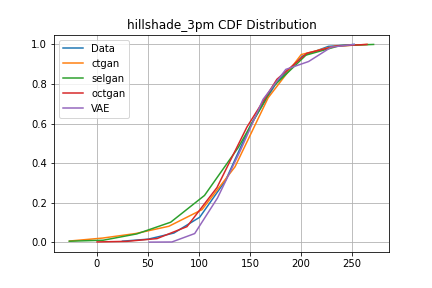 hillshade_3pm CDF Distribution
1.0
0.8
0.6
0.4
0.2
0.0
Data
ctgan
selgan
octgan
VAE
0 50 100 150 200 250